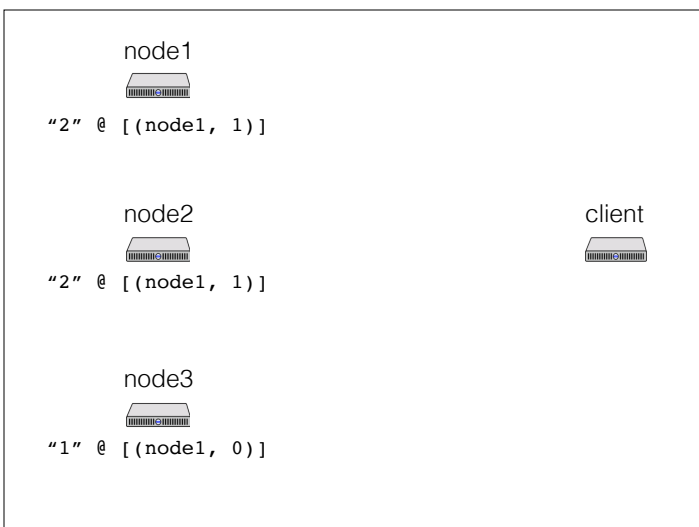 node1
“2” @ [(node1, 1)]
node2
client
“2” @ [(node1, 1)]
node3
“1” @ [(node1, 0)]